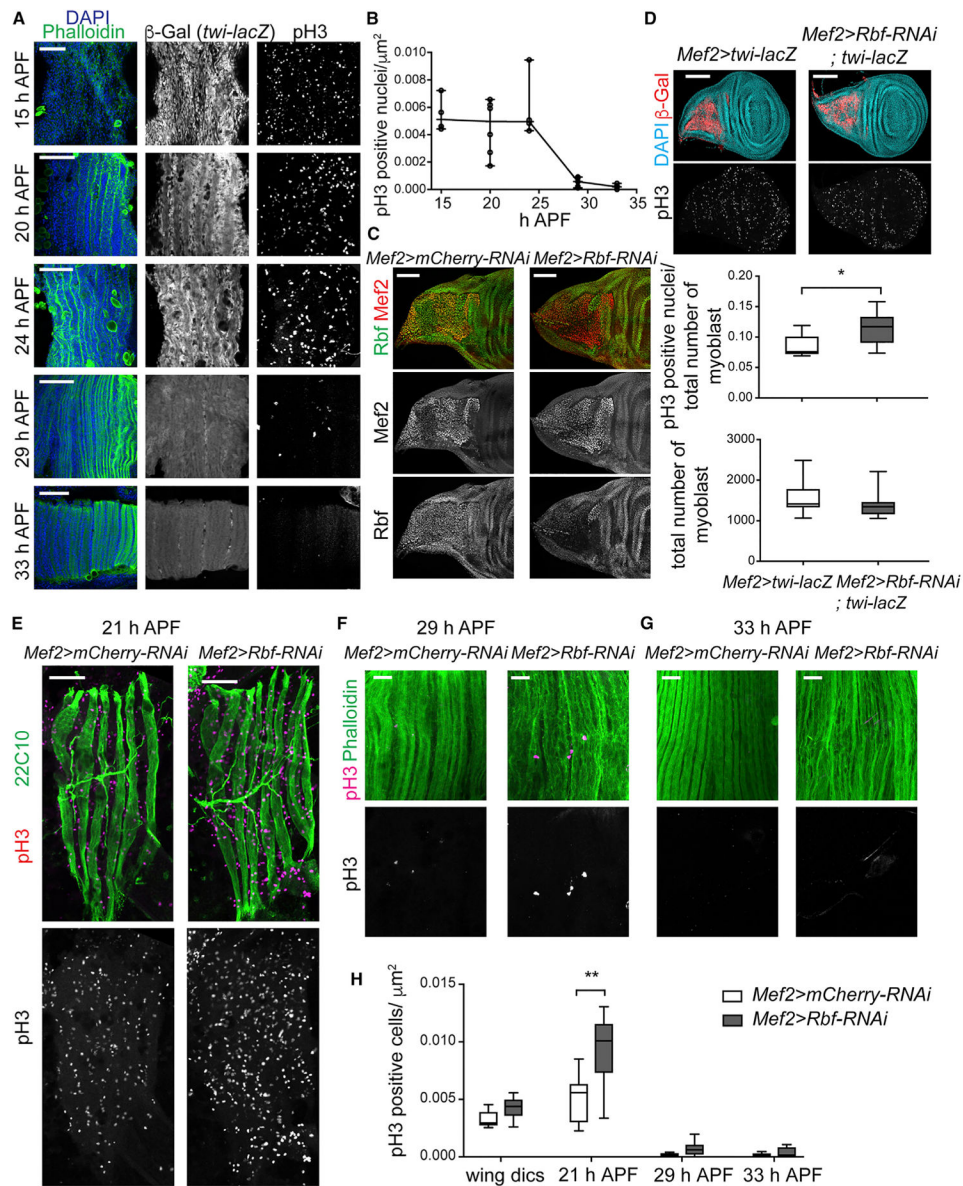 A
DAPI
Phalloidin
β-Gal (twi-lacZ)
pH3
15 h APF
20 h APF
24 h APF
29 h APF
33 h APF
B
pH3 positive nuclei/μm²
0.010
0.008
0.006
0.004
0.002
0.000
15 20 25 30 35
h APF
C
Mef2>mCherry-RNAi Mef2>Rbf-RNAi
Rbf Mef2
Mef2
Rbf
D
Mef2>twi-lacZ
Mef2>Rbf-RNAi
; twi-lacZ
DAPI β-Gal
pH3
pH3 positive nuclei/
total number of
myoblast
0.20
0.15
0.10
0.05
0.00
*
total number of
myoblast
3000
2000
1000
0
Mef2>twi-lacZ Mef2>Rbf-RNAi
; twi-lacZ
E
21 h APF
Mef2>mCherry-RNAi Mef2>Rbf-RNAi
pH3 22C10
pH3
F
29 h APF
Mef2>mCherry-RNAi Mef2>Rbf-RNAi
pH3 Phalloidin
pH3
G
33 h APF
Mef2>mCherry-RNAi Mef2>Rbf-RNAi
H
pH3 positive cells/ μm²
0.015
0.010
0.005
0.000
**
wing dics 21 h APF 29 h APF 33 h APF
Mef2>mCherry-RNAi
Mef2>Rbf-RNAi